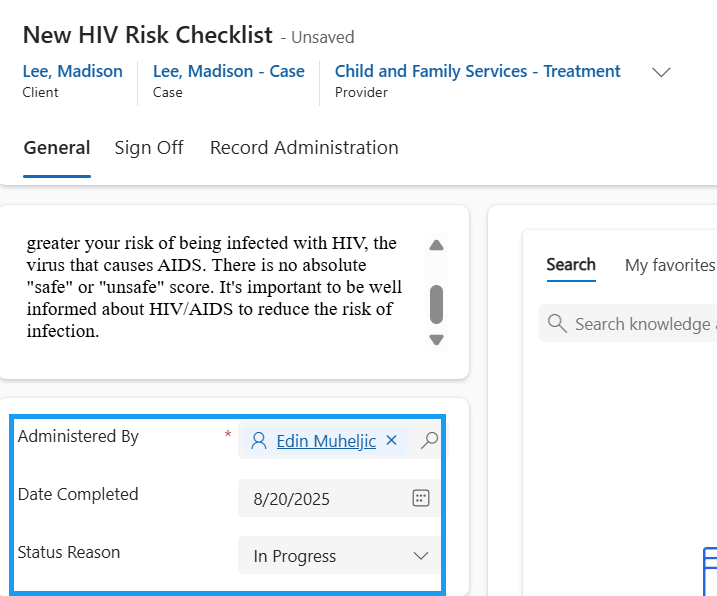 New HIV Risk Checklist - Unsaved
Lee, Madison
Client
Lee, Madison - Case
Case
Child and Family Services - Treatment
Provider
General Sign Off Record Administration
greater your risk of being infected with HIV, the
virus that causes AIDS. There is no absolute
"safe" or "unsafe" score. It's important to be well
informed about HIV/AIDS to reduce the risk of
infection.
Search My favorites
Search knowledge
Administered By * Edin Muheljic
Date Completed 8/20/2025
Status Reason In Progress